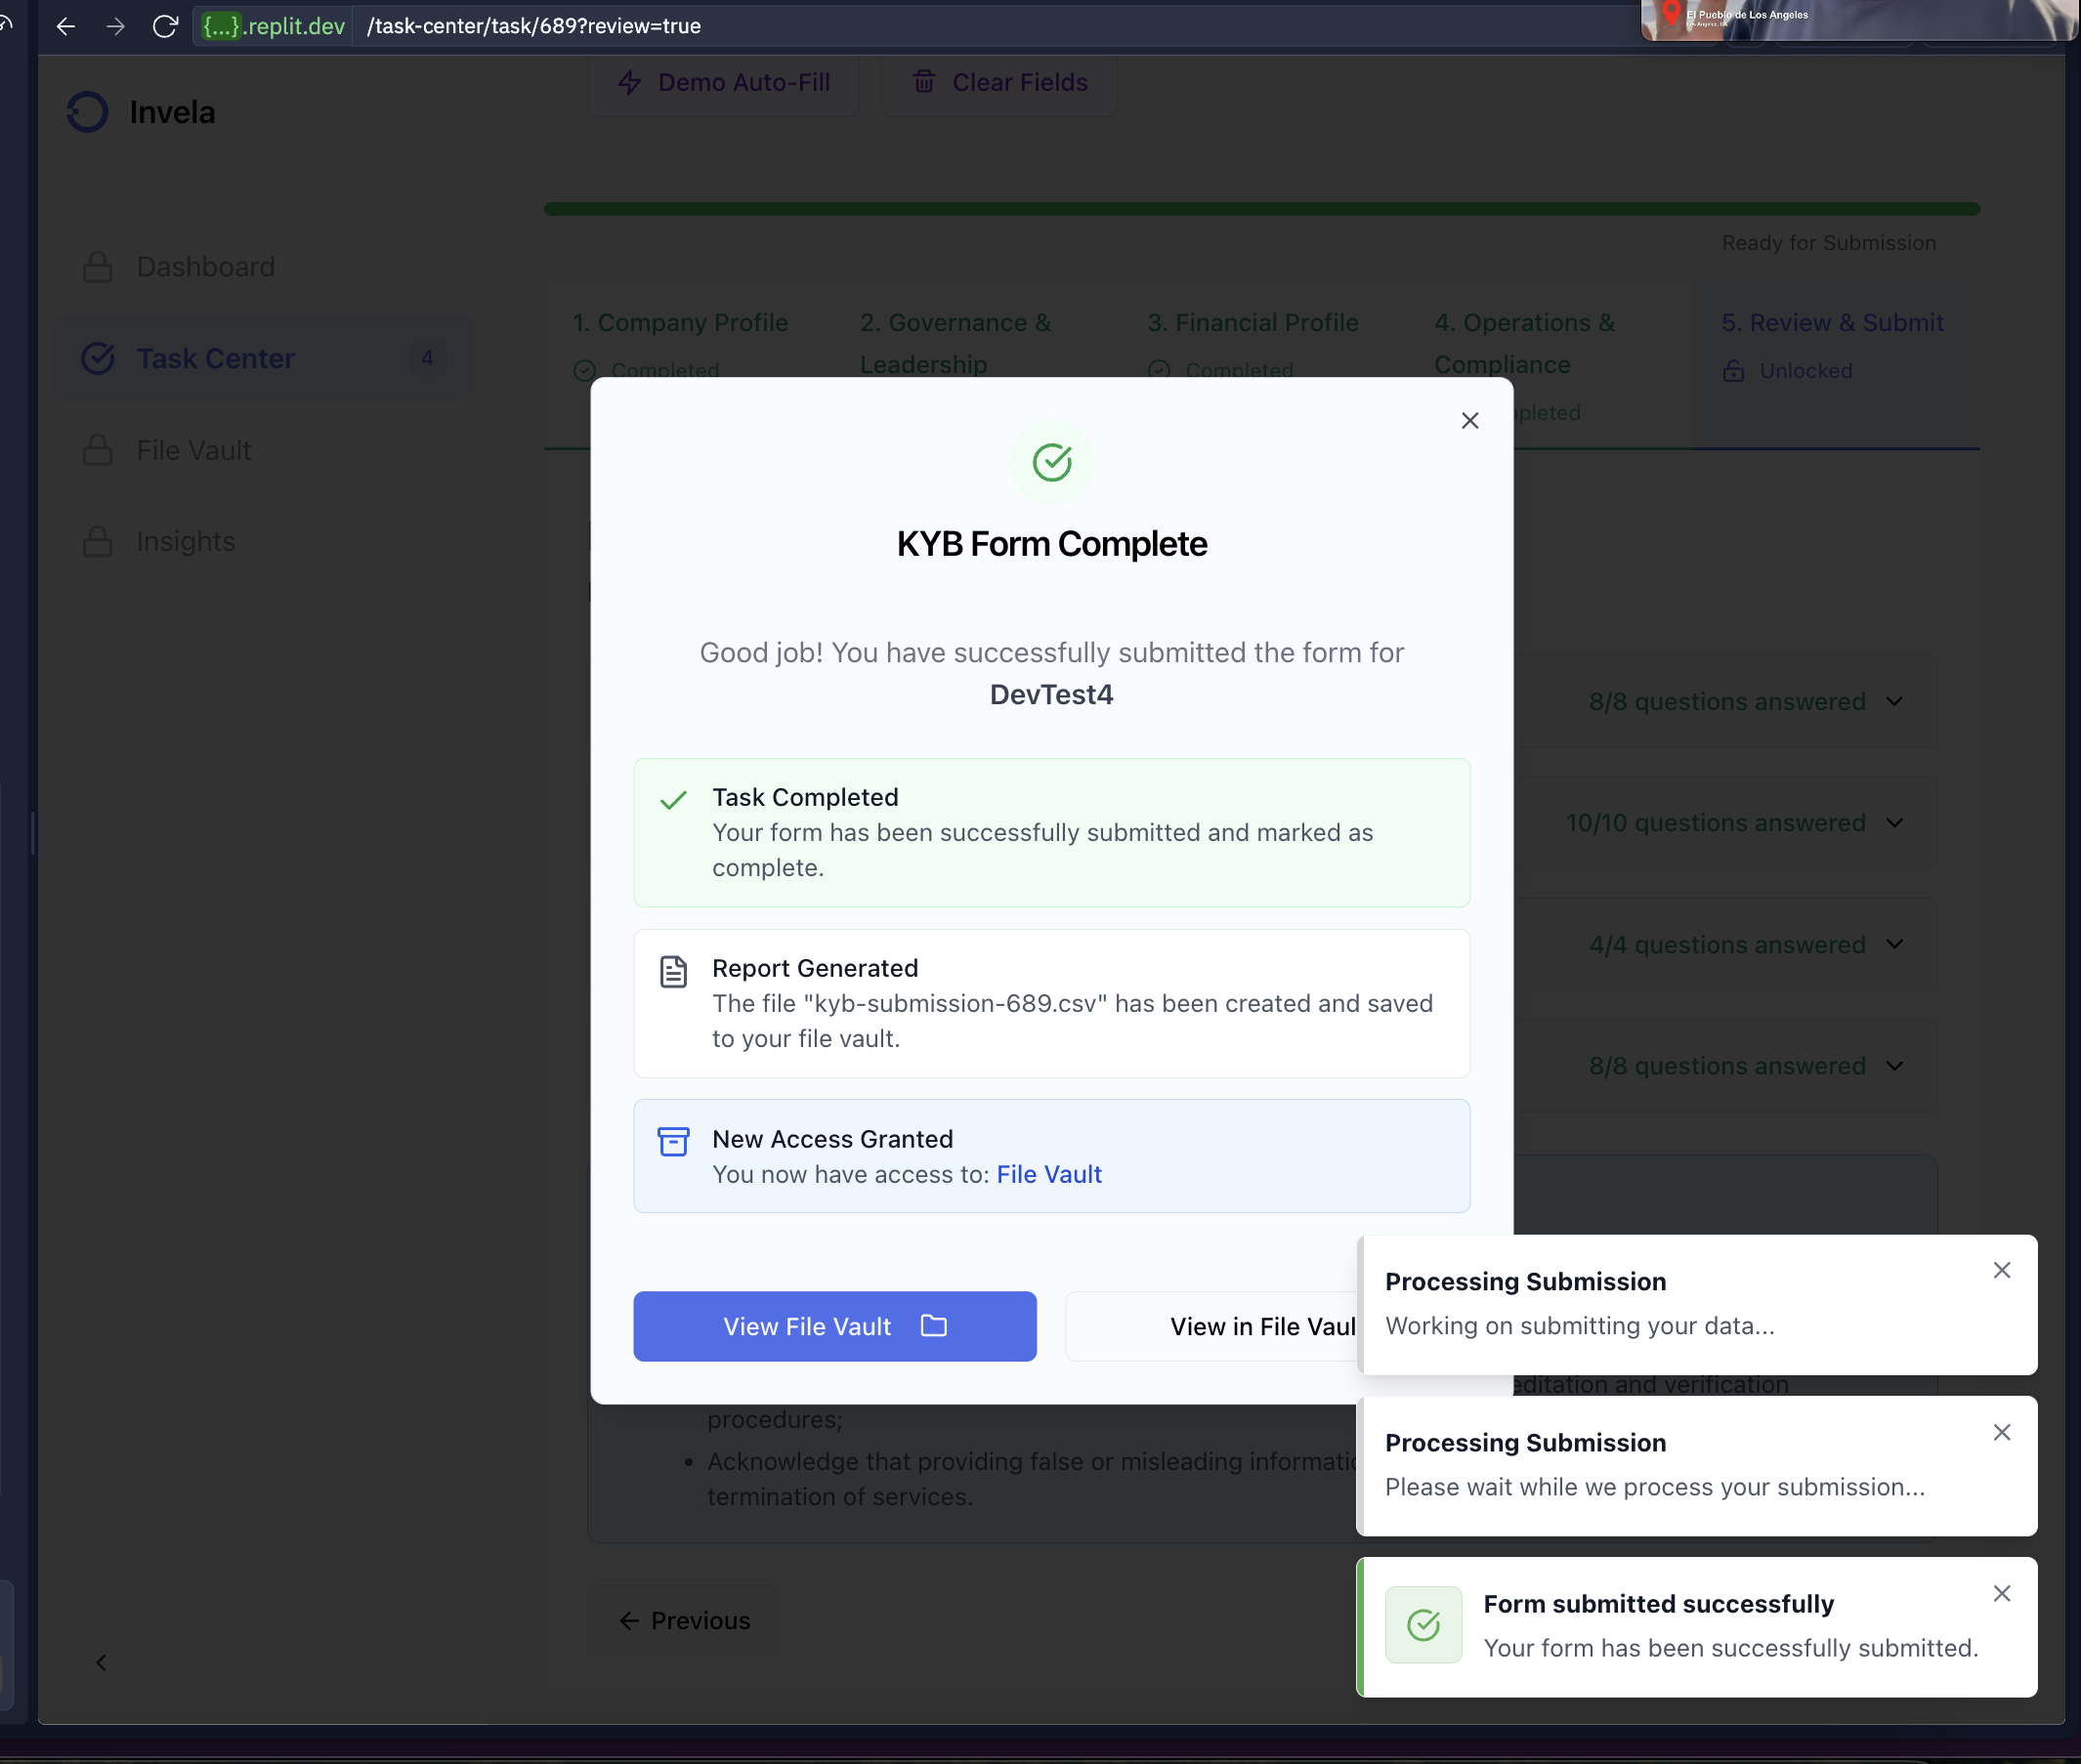 {...}.replit.dev /task-center/task/689?review=true
El Pueblo de Los Angeles
Los Angeles, CA
Demo Auto-Fill
Clear Fields
Invela
Ready for Submission
Dashboard
Task Center 4
File Vault
Insights
1. Company Profile
Completed
2. Governance &
Leadership
3. Financial Profile
Completed
4. Operations &
Compliance
pleted
5. Review & Submit
Unlocked
KYB Form Complete
Good job! You have successfully submitted the form for
DevTest4
Task Completed
Your form has been successfully submitted and marked as
complete.
Report Generated
The file "kyb-submission-689.csv" has been created and saved
to your file vault.
New Access Granted
You now have access to: File Vault
View File Vault
View in File Vaul
8/8 questions answered
10/10 questions answered
4/4 questions answered
8/8 questions answered
editation and verification
procedures;
• Acknowledge that providing false or misleading informatio
termination of services.
← Previous
Processing Submission
Working on submitting your data...
Processing Submission
Please wait while we process your submission...
Form submitted successfully
Your form has been successfully submitted.